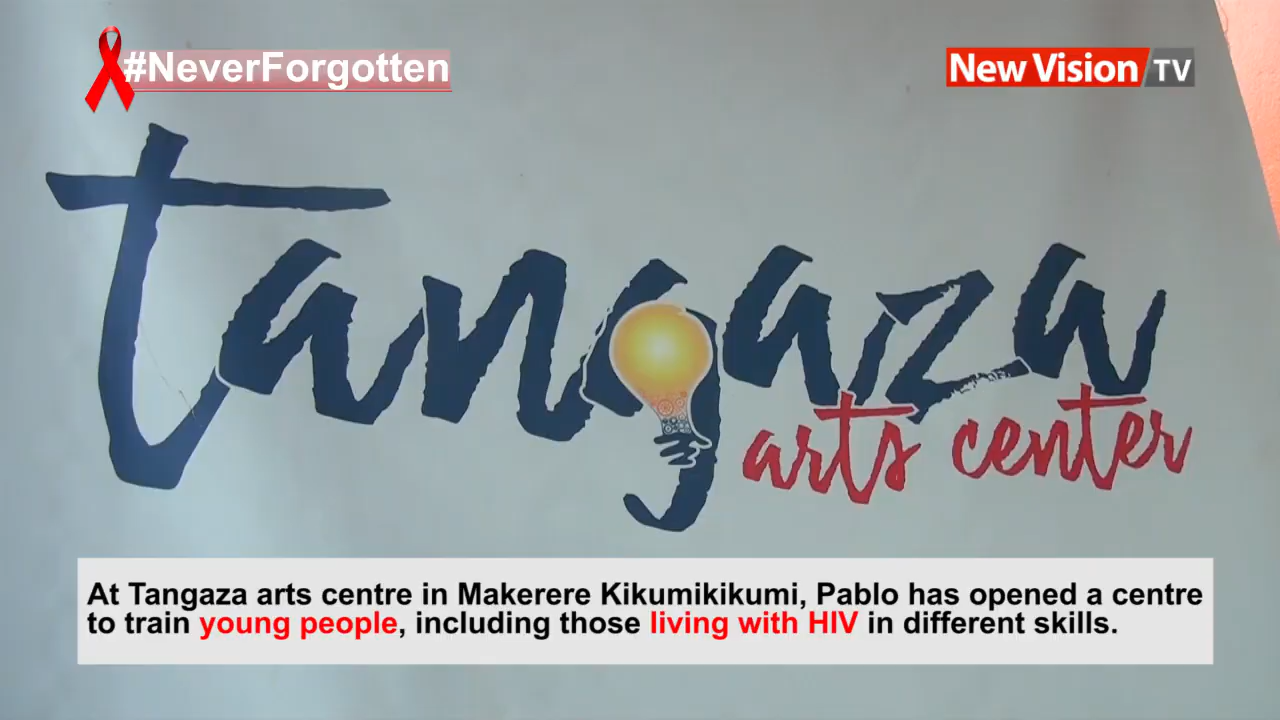 #NeverForgotten
New Vision TV
tangaza
arts center
At Tangaza arts centre in Makerere Kikumikikumi, Pablo has opened a centre
to train young people, including those living with HIV in different skills.